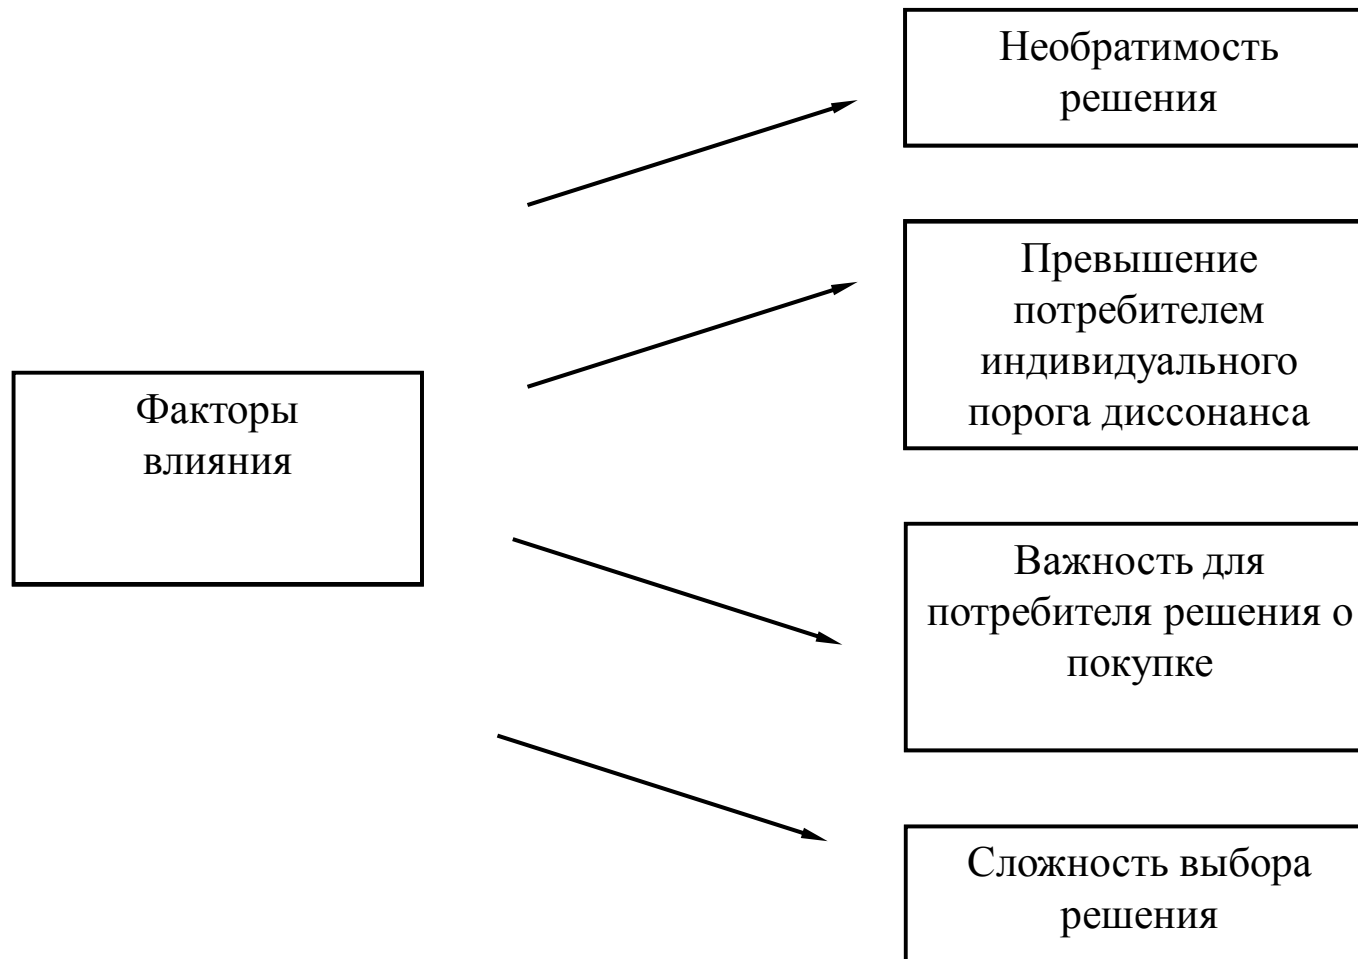 Необратимость
решения
Превышение
потребителем
индивидуального
порога диссонанса
Факторы
влияния
Важность для
потребителя решения о
покупке
Сложность выбора
решения